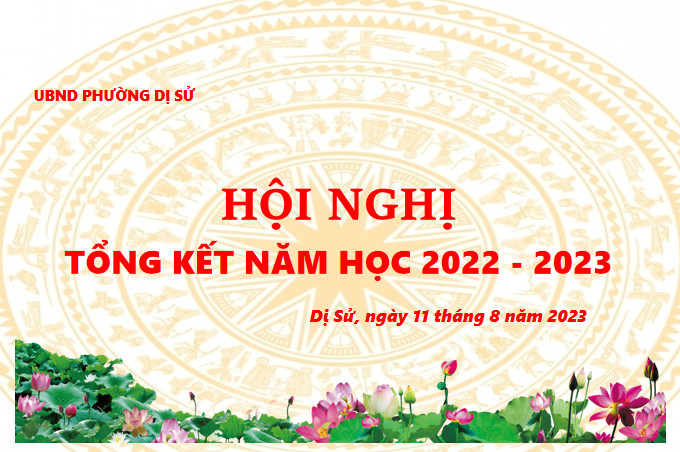 UBND PHƯỜNG DỊ SỬ
HỘI NGHỊ
TỔNG KẾT NĂM HỌC 2022 - 2023
Dị Sử, ngày 11 tháng 8 năm 2023